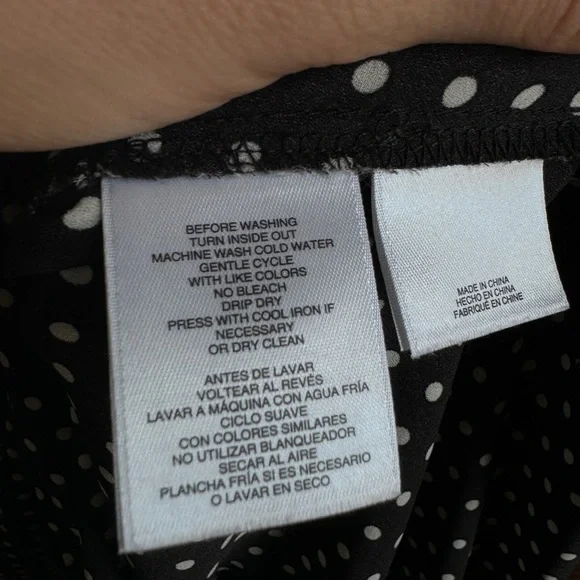 BEFORE WASHING
TURN INSIDE OUT
MACHINE WASH COLD WATER
GENTLE CYCLE
WITH LIKE COLORS
NO BLEACH
DRIP DRY
PRESS WITH COOL IRON IF
NECESSARY
OR DRY CLEAN
ANTES DE LAVAR
VOLTEAR AL REVÉS
LAVAR A MÁQUINA CON AGUA FRÍA
CICLO SUAVE
CON COLORES SIMILARES
NO UTILIZAR BLANQUEADOR
SECAR AL AIRE
PLANCHA FRÍA SI ES NECESARIO
O LAVAR EN SECO
MADE IN CHINA
HECHO EN CHINA
FABRIQUÉ EN CHINE